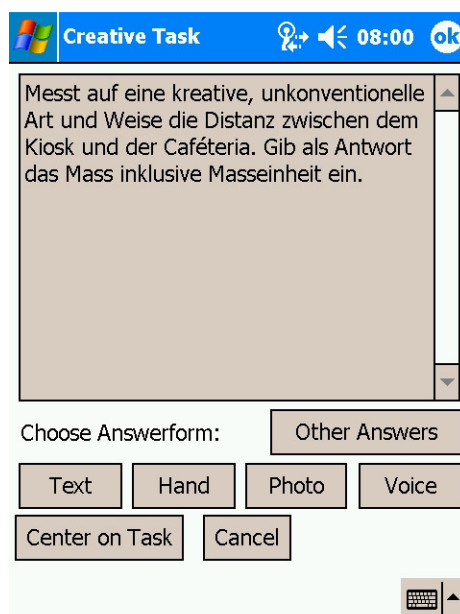 Creative Task 08:00 ok
Messt auf eine kreative, unkonventionelle
Art und Weise die Distanz zwischen dem
Kiosk und der Caféteria. Gib als Antwort
das Mass inklusive Masseinheit ein.
Choose Answerform: Other Answers
Text Hand Photo Voice
Center on Task Cancel